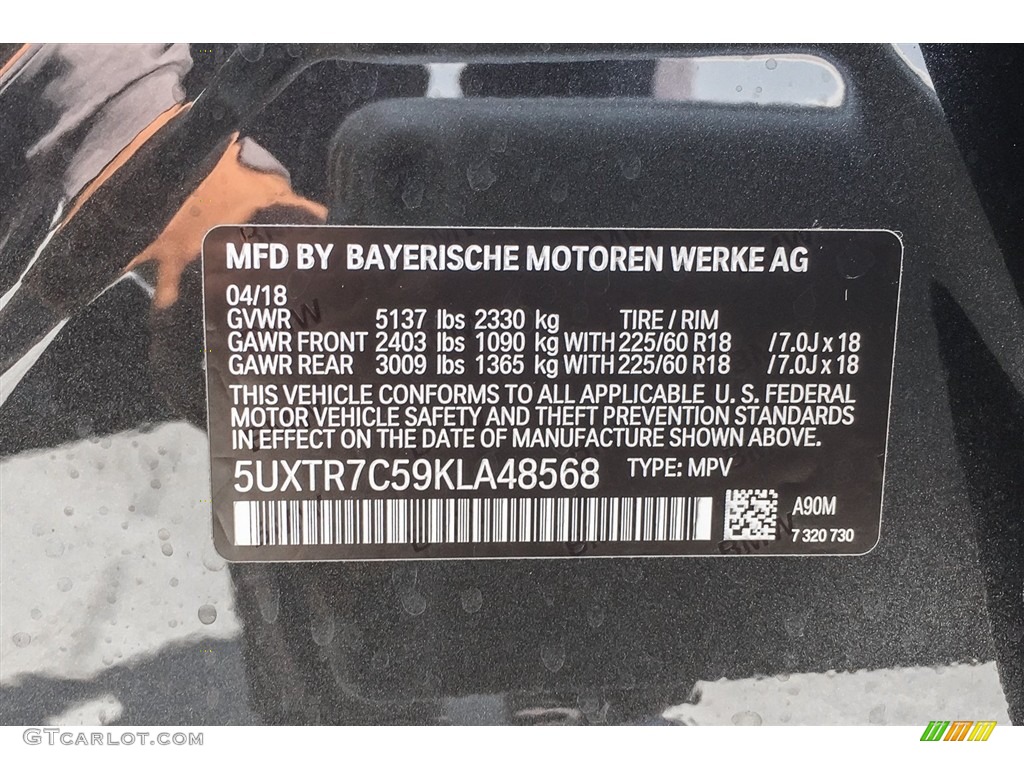 MFD BY BAYERISCHE MOTOREN WERKE AG
04/18
GVWR 5137 lbs 2330 kg TIRE / RIM
GAWR FRONT 2403 lbs 1090 kg WITH 225/60 R18 /7.0J x 18
GAWR REAR 3009 lbs 1365 kg WITH 225/60 R18 /7.0J x 18
THIS VEHICLE CONFORMS TO ALL APPLICABLE U. S. FEDERAL
MOTOR VEHICLE SAFETY AND THEFT PREVENTION STANDARDS
IN EFFECT ON THE DATE OF MANUFACTURE SHOWN ABOVE.
5UXTR7C59KLA48568 TYPE: MPV
A90M
7 320 730
GTCARLOT.COM